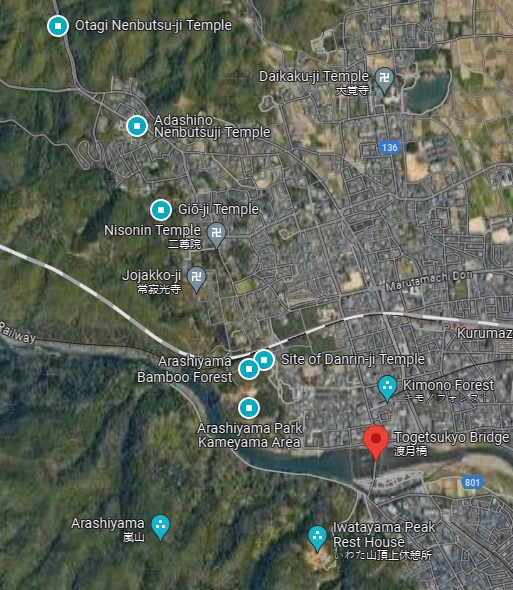 Otagi Nenbutsu-ji Temple
Daikaku-ji Temple
大覚寺
Adashino
Nenbutsuji Temple
136
Giō-ji Temple
Nisonin Temple
二尊院
Jojakko-ji
常寂光寺
Marutamachi Dori
Railway
Kurumaz
Arashiyama
Bamboo Forest
Site of Danrin-ji Temple
Kimono Forest
キモノフォレスト
Arashiyama Park
Kameyama Area
Togetsukyo Bridge
渡月橋
801
Arashiyama
嵐山
Iwatayama Peak
Rest House
いわた山頂上休憩所